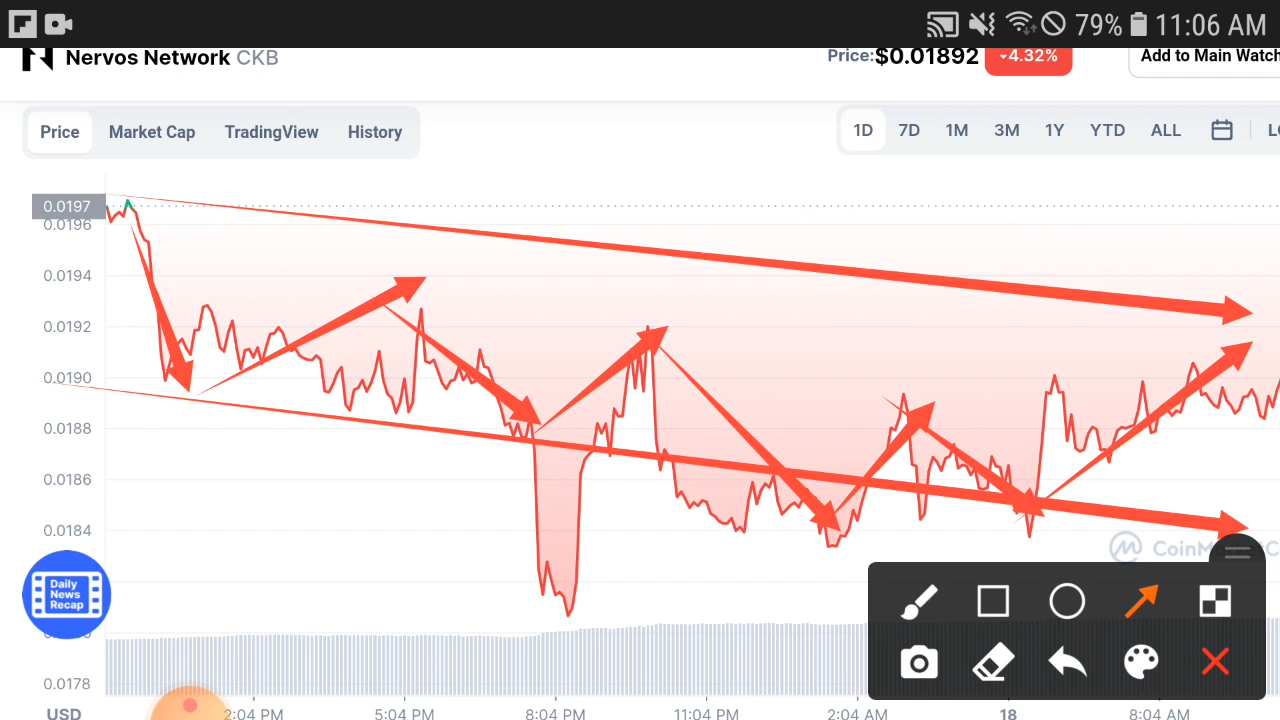 79% 11:06 AM
Nervos Network CKB
Price: $0.01892 4.32% Add to Main Watch
Price Market Cap TradingView History
1D 7D 1M 3M 1Y YTD ALL
0.0197
0.0196
0.0194
0.0192
0.0190
0.0188
0.0186
0.0184
0.0178
Daily
News
Recap
USD 2:04 PM 5:04 PM 8:04 PM 11:04 PM 2:04 AM 18 8:04 AM